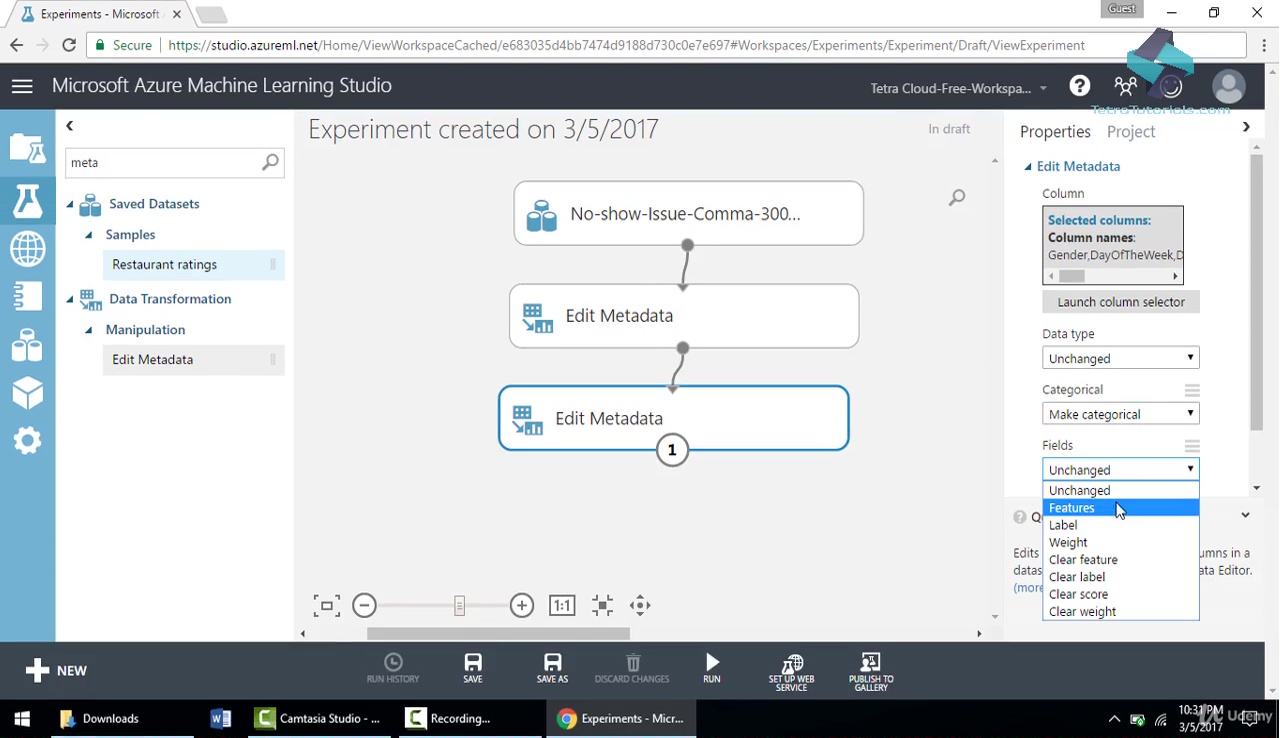 Experiments - Microsoft
Guest
Secure
https://studio.azureml.net/Home/ViewWorkspaceCached/e683035d4bb7474d9188d730c0e7e697#Workspaces/Experiments/Experiment/Draft/ViewExperiment
Microsoft Azure Machine Learning Studio
Tetra Cloud-Free-Workspa...
TetraTutorials.com
Experiment created on 3/5/2017
In draft
Properties
Project
meta
Saved Datasets
Samples
Restaurant ratings
Data Transformation
Manipulation
Edit Metadata
No-show-Issue-Comma-300...
Edit Metadata
Edit Metadata
1
Edit Metadata
Column
Selected columns:
Column names:
Gender,DayOfTheWeek,D
Launch column selector
Data type
Unchanged
Categorical
Make categorical
Fields
Unchanged
Unchanged
Features
Label
Weight
Clear feature
Clear label
Clear score
Clear weight
Q
Edits
datas
(more
umns in a
ata Editor.
1:1
NEW
RUN HISTORY
SAVE
SAVE AS
DISCARD CHANGES
RUN
SET UP WEB
SERVICE
PUBLISH TO
GALLERY
Downloads
Camtasia Studio - ...
Recording...
Experiments - Micr...
10:31 PM
3/5/2017
Udemy